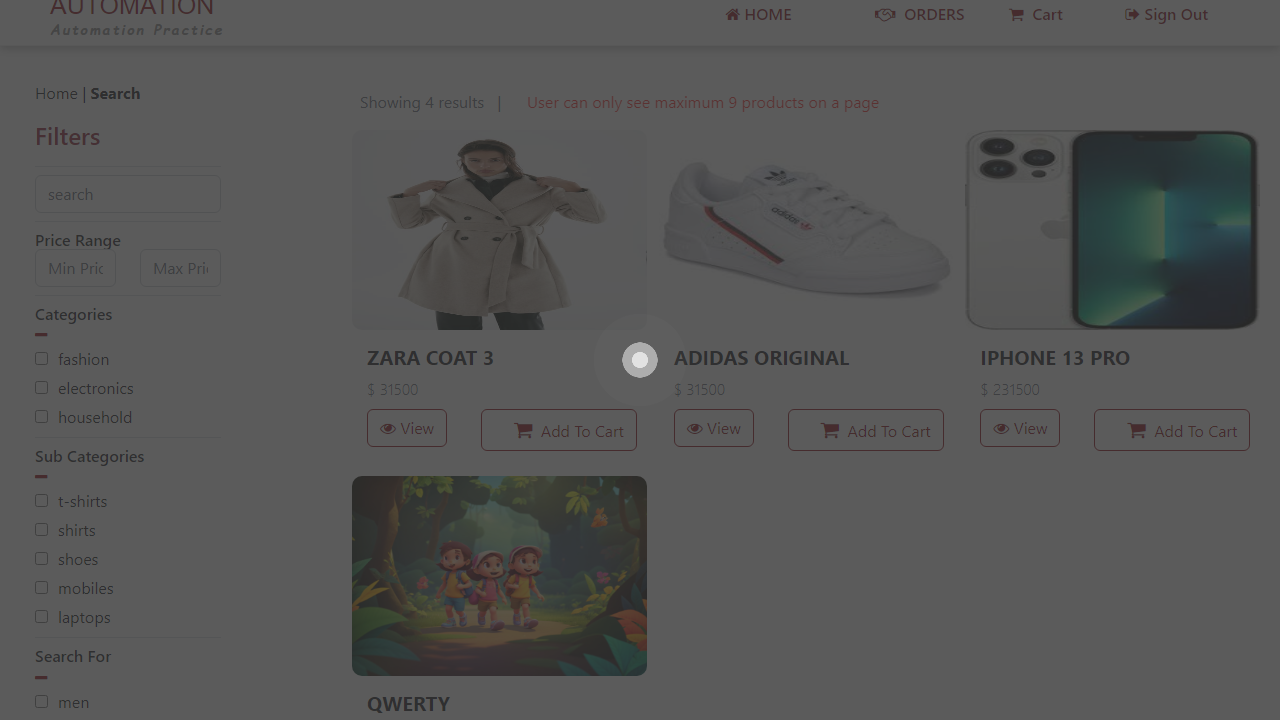 AUTOMATION
Automation Practice
HOME
ORDERS
Cart
Sign Out
Home | Search
Showing 4 results |
User can only see maximum 9 products on a page
Filters
search
Price Range
Min Pric
Max Pri
Categories
fashion
electronics
household
Sub Categories
t-shirts
shirts
shoes
mobiles
laptops
Search For
men
ZARA COAT 3
$ 31500
View
Add To Cart
adidas
ADIDAS ORIGINAL
$ 31500
View
Add To Cart
IPHONE 13 PRO
$ 231500
View
Add To Cart
QWERTY